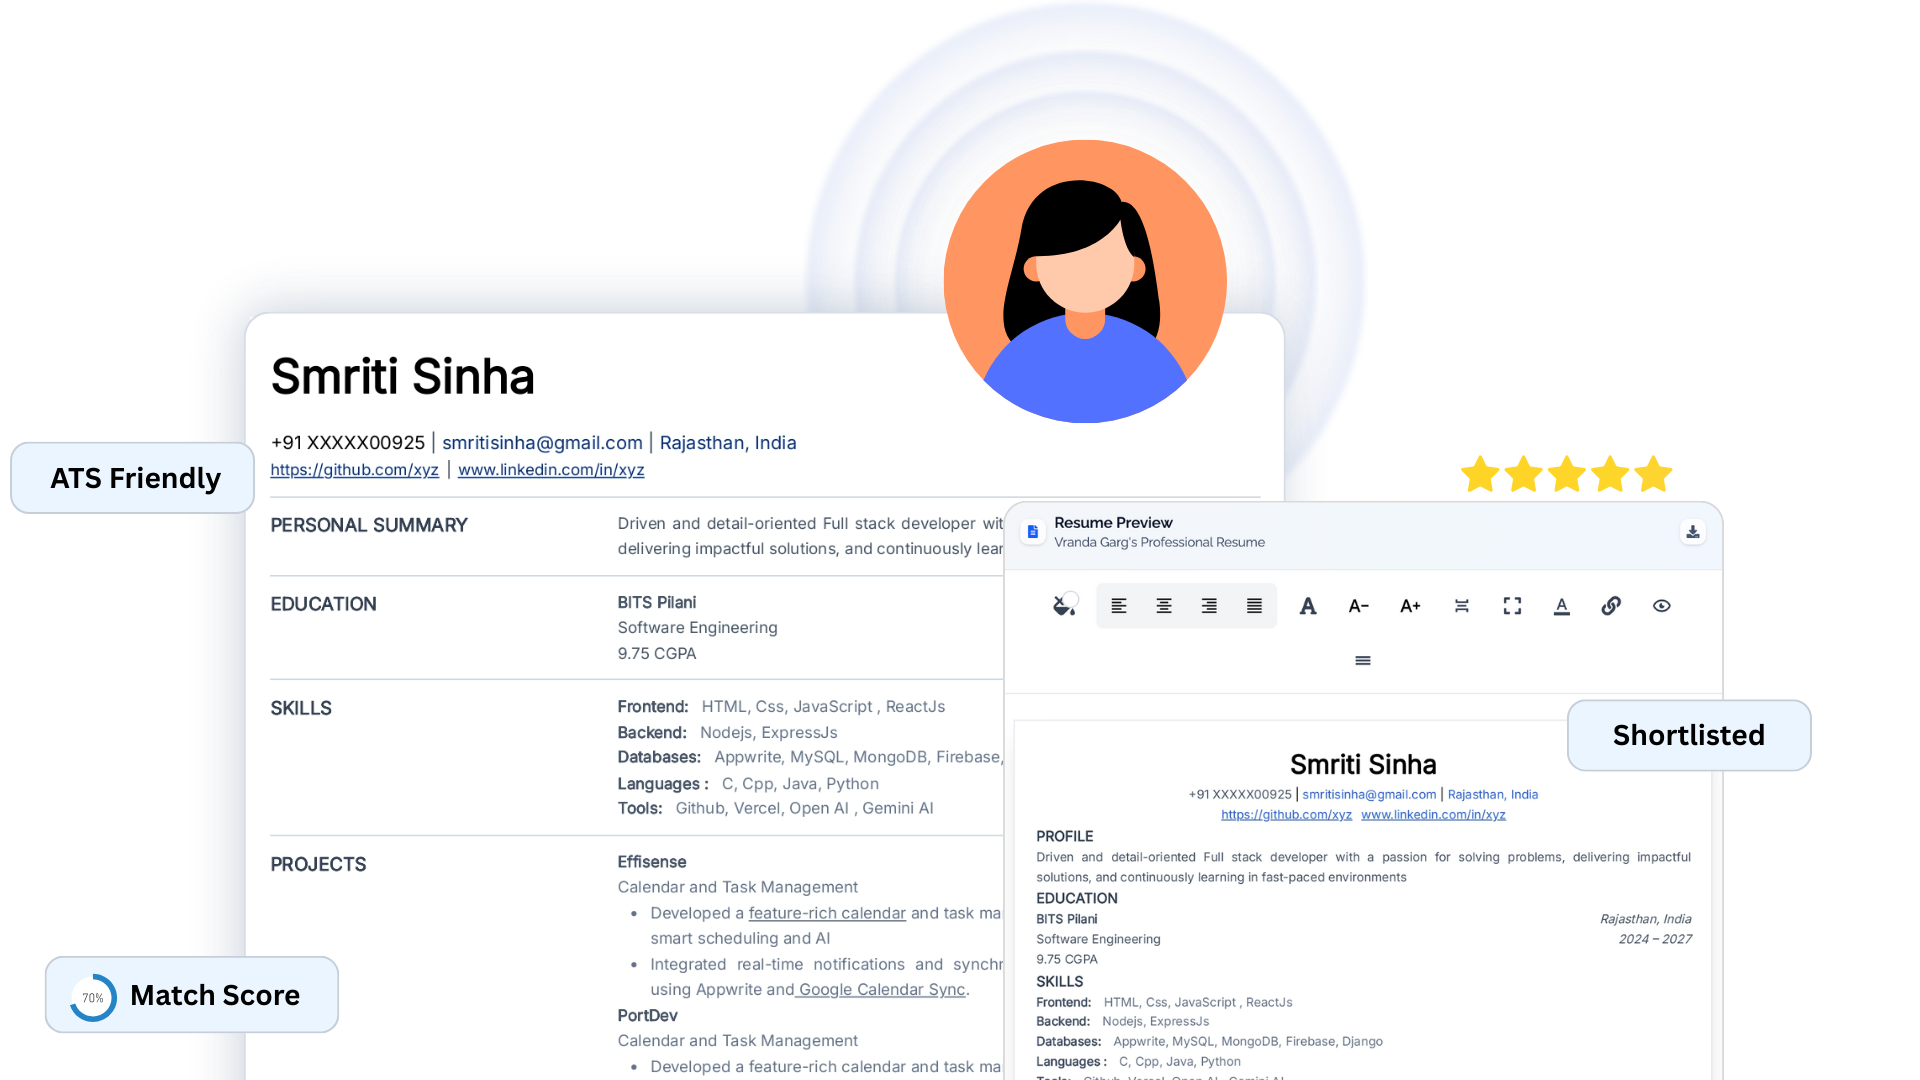 Smriti Sinha
+91 XXXXX00925 | smritisinha@gmail.com | Rajasthan, India
https://github.com/xyz | www.linkedin.com/in/xyz
ATS Friendly
PERSONAL SUMMARY
Driven and detail-oriented Full stack developer wit
delivering impactful solutions, and continuously lear
EDUCATION
BITS Pilani
Software Engineering
9.75 CGPA
SKILLS
Frontend: HTML, Css, JavaScript , ReactJs
Backend: Nodejs, ExpressJs
Databases: Appwrite, MySQL, MongoDB, Firebase,
Languages : C, Cpp, Java, Python
Tools: Github, Vercel, Open AI , Gemini AI
PROJECTS
Effisense
Calendar and Task Management
• Developed a feature-rich calendar and task ma
smart scheduling and AI
• Integrated real-time notifications and synchr
using Appwrite and Google Calendar Sync.
PortDev
Calendar and Task Management
• Developed a feature-rich calendar and task ma
70% Match Score
Resume Preview
Vranda Garg's Professional Resume
A A- A+ A
Shortlisted
Smriti Sinha
+91 XXXXX00925 | smritisinha@gmail.com | Rajasthan, India
https://github.com/xyz www.linkedin.com/in/xyz
PROFILE
Driven and detail-oriented Full stack developer with a passion for solving problems, delivering impactful
solutions, and continuously learning in fast-paced environments
EDUCATION
BITS Pilani Rajasthan, India
Software Engineering 2024 – 2027
9.75 CGPA
SKILLS
Frontend: HTML, Css, JavaScript , ReactJs
Backend: Nodejs, ExpressJs
Databases: Appwrite, MySQL, MongoDB, Firebase, Django
Languages : C, Cpp, Java, Python
Tools: Github, Vercel, Open AI , Gemini AI